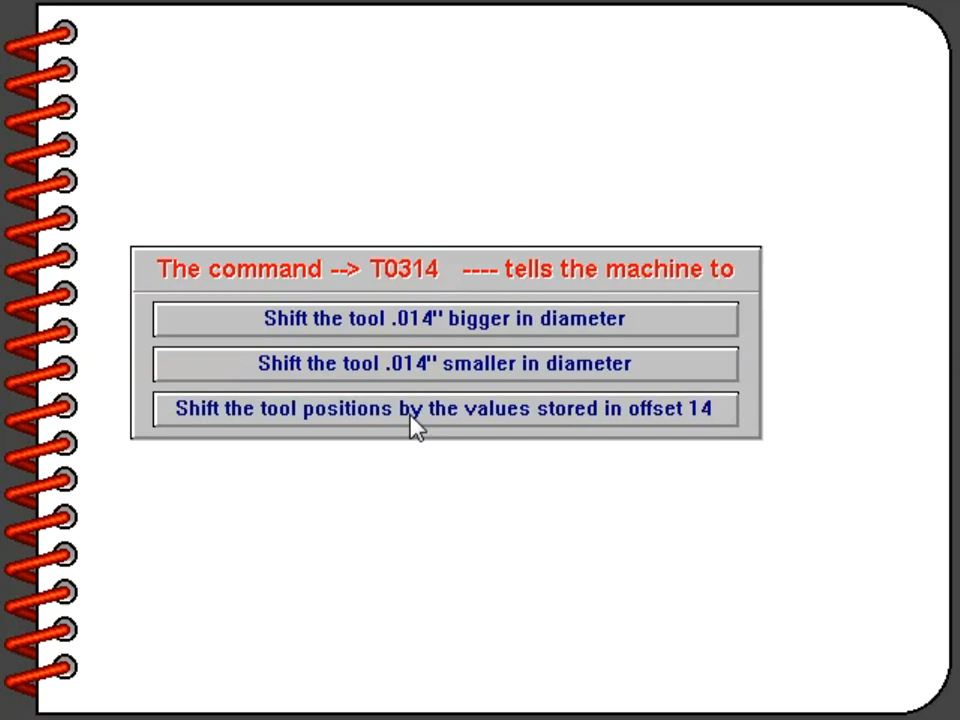 The command --> T0314 ---- tells the machine to
Shift the tool .014" bigger in diameter
Shift the tool .014" smaller in diameter
Shift the tool positions by the values stored in offset 14